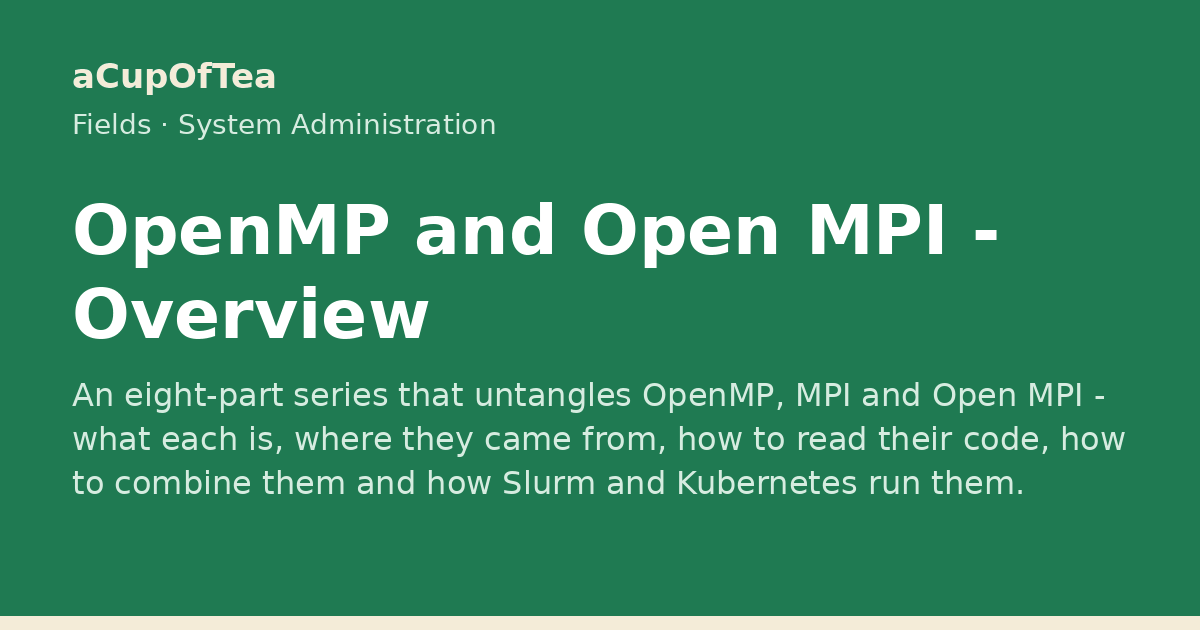 aCupOfTea
Fields · System Administration
OpenMP and Open MPI -
Overview
An eight-part series that untangles OpenMP, MPI and Open MPI -
what each is, where they came from, how to read their code, how
to combine them and how Slurm and Kubernetes run them.